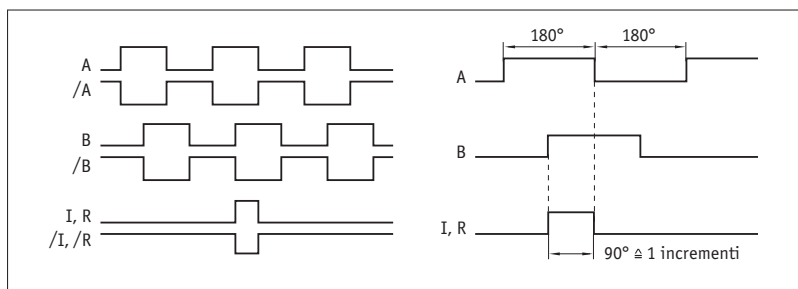 A
/A
B
/B
I, R
/I, /R
180° 180°
A
B
I, R
90° ≙ 1 incrementi